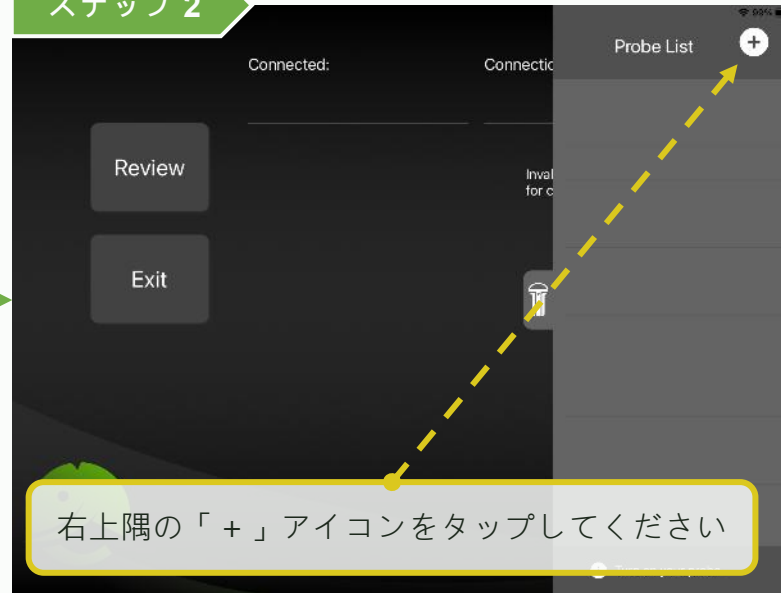 ステップ 2
99%
Probe List
+
Connected:
Connectio
Review
Inval
for c
Exit
右上隅の「 + 」アイコンをタップしてください